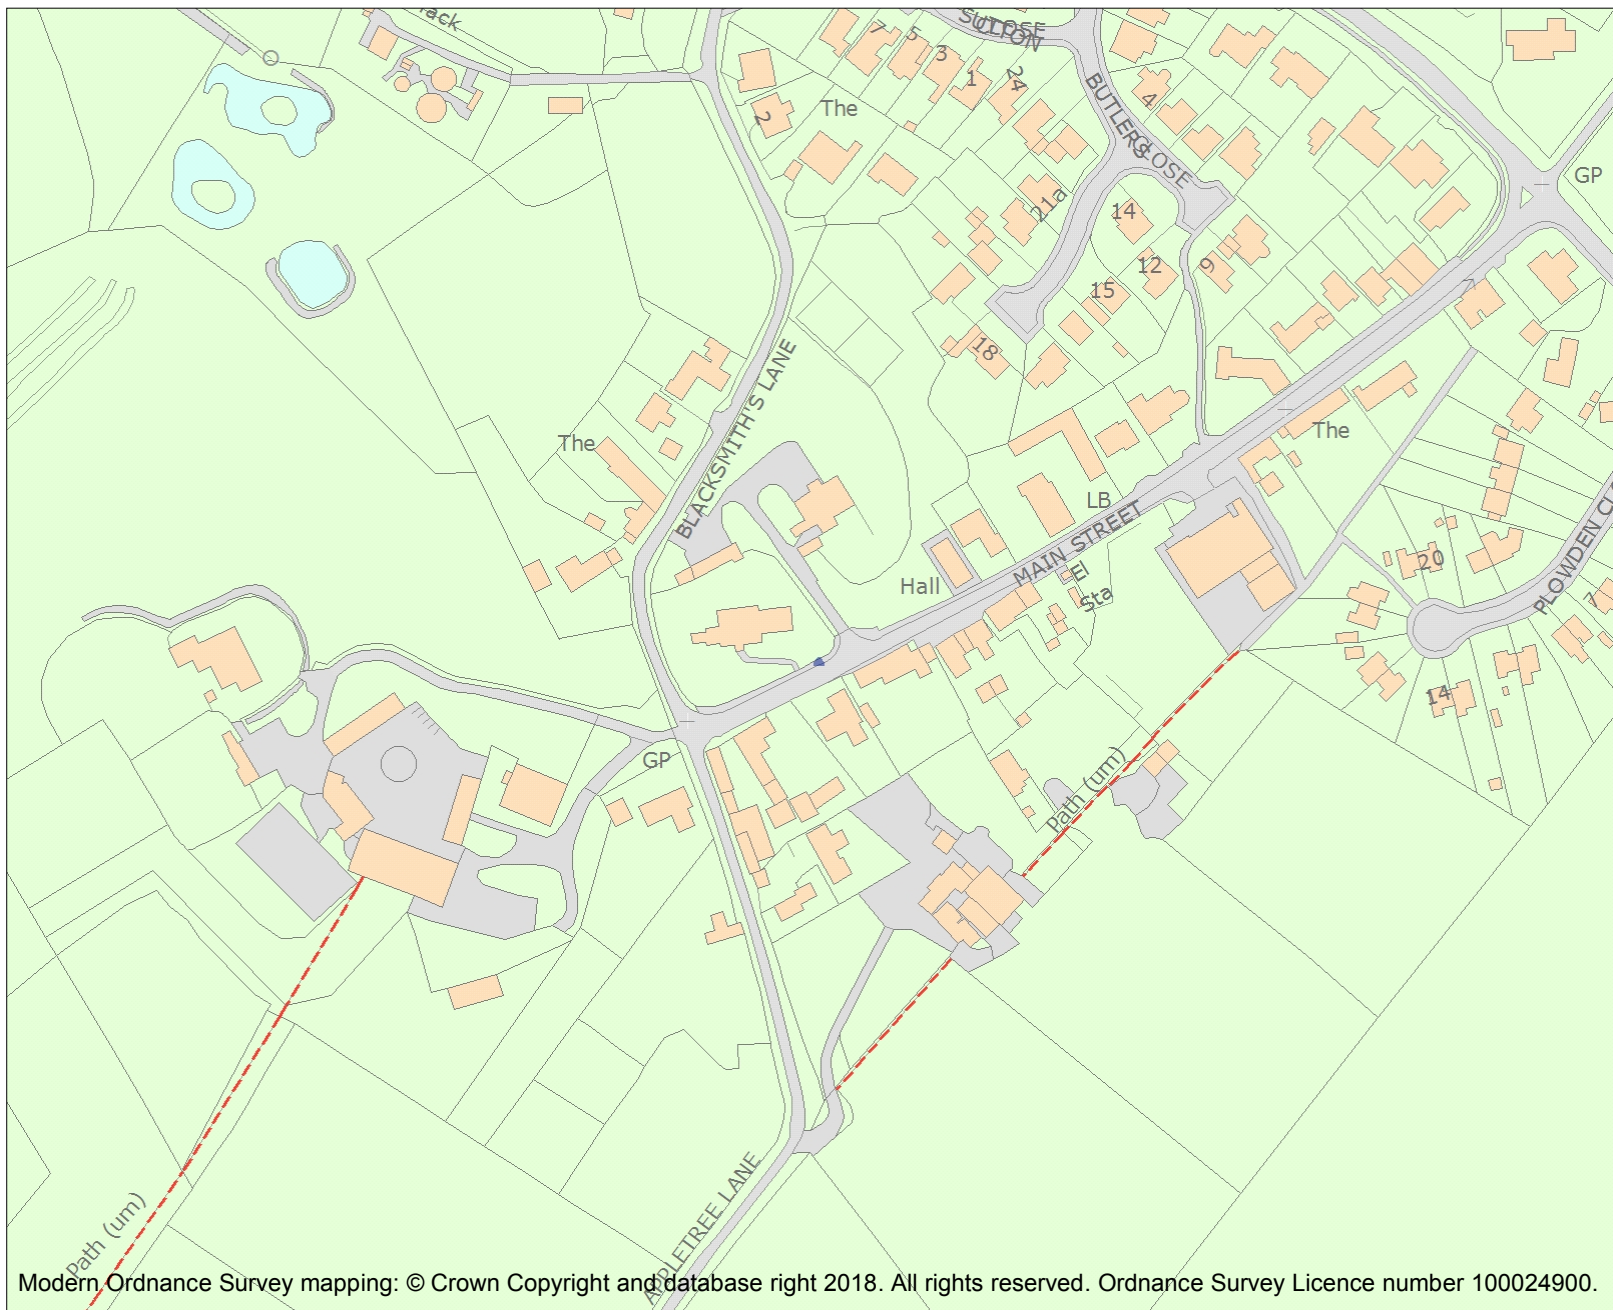 SUTTON
CLOSE
7
5
3
1
24
BUTLERS
CLOSE
4
2
The
GP
21a
14
12
9
15
18
BLACKSMITH'S LANE
The
The
LB
MAIN STREET
Hall
El
Sta
20
PLOWDEN
7
14
GP
Path (um)
Path (um)
APPLETREE LANE
Modern Ordnance Survey mapping: © Crown Copyright and database right 2018. All rights reserved. Ordnance Survey Licence number 100024900.